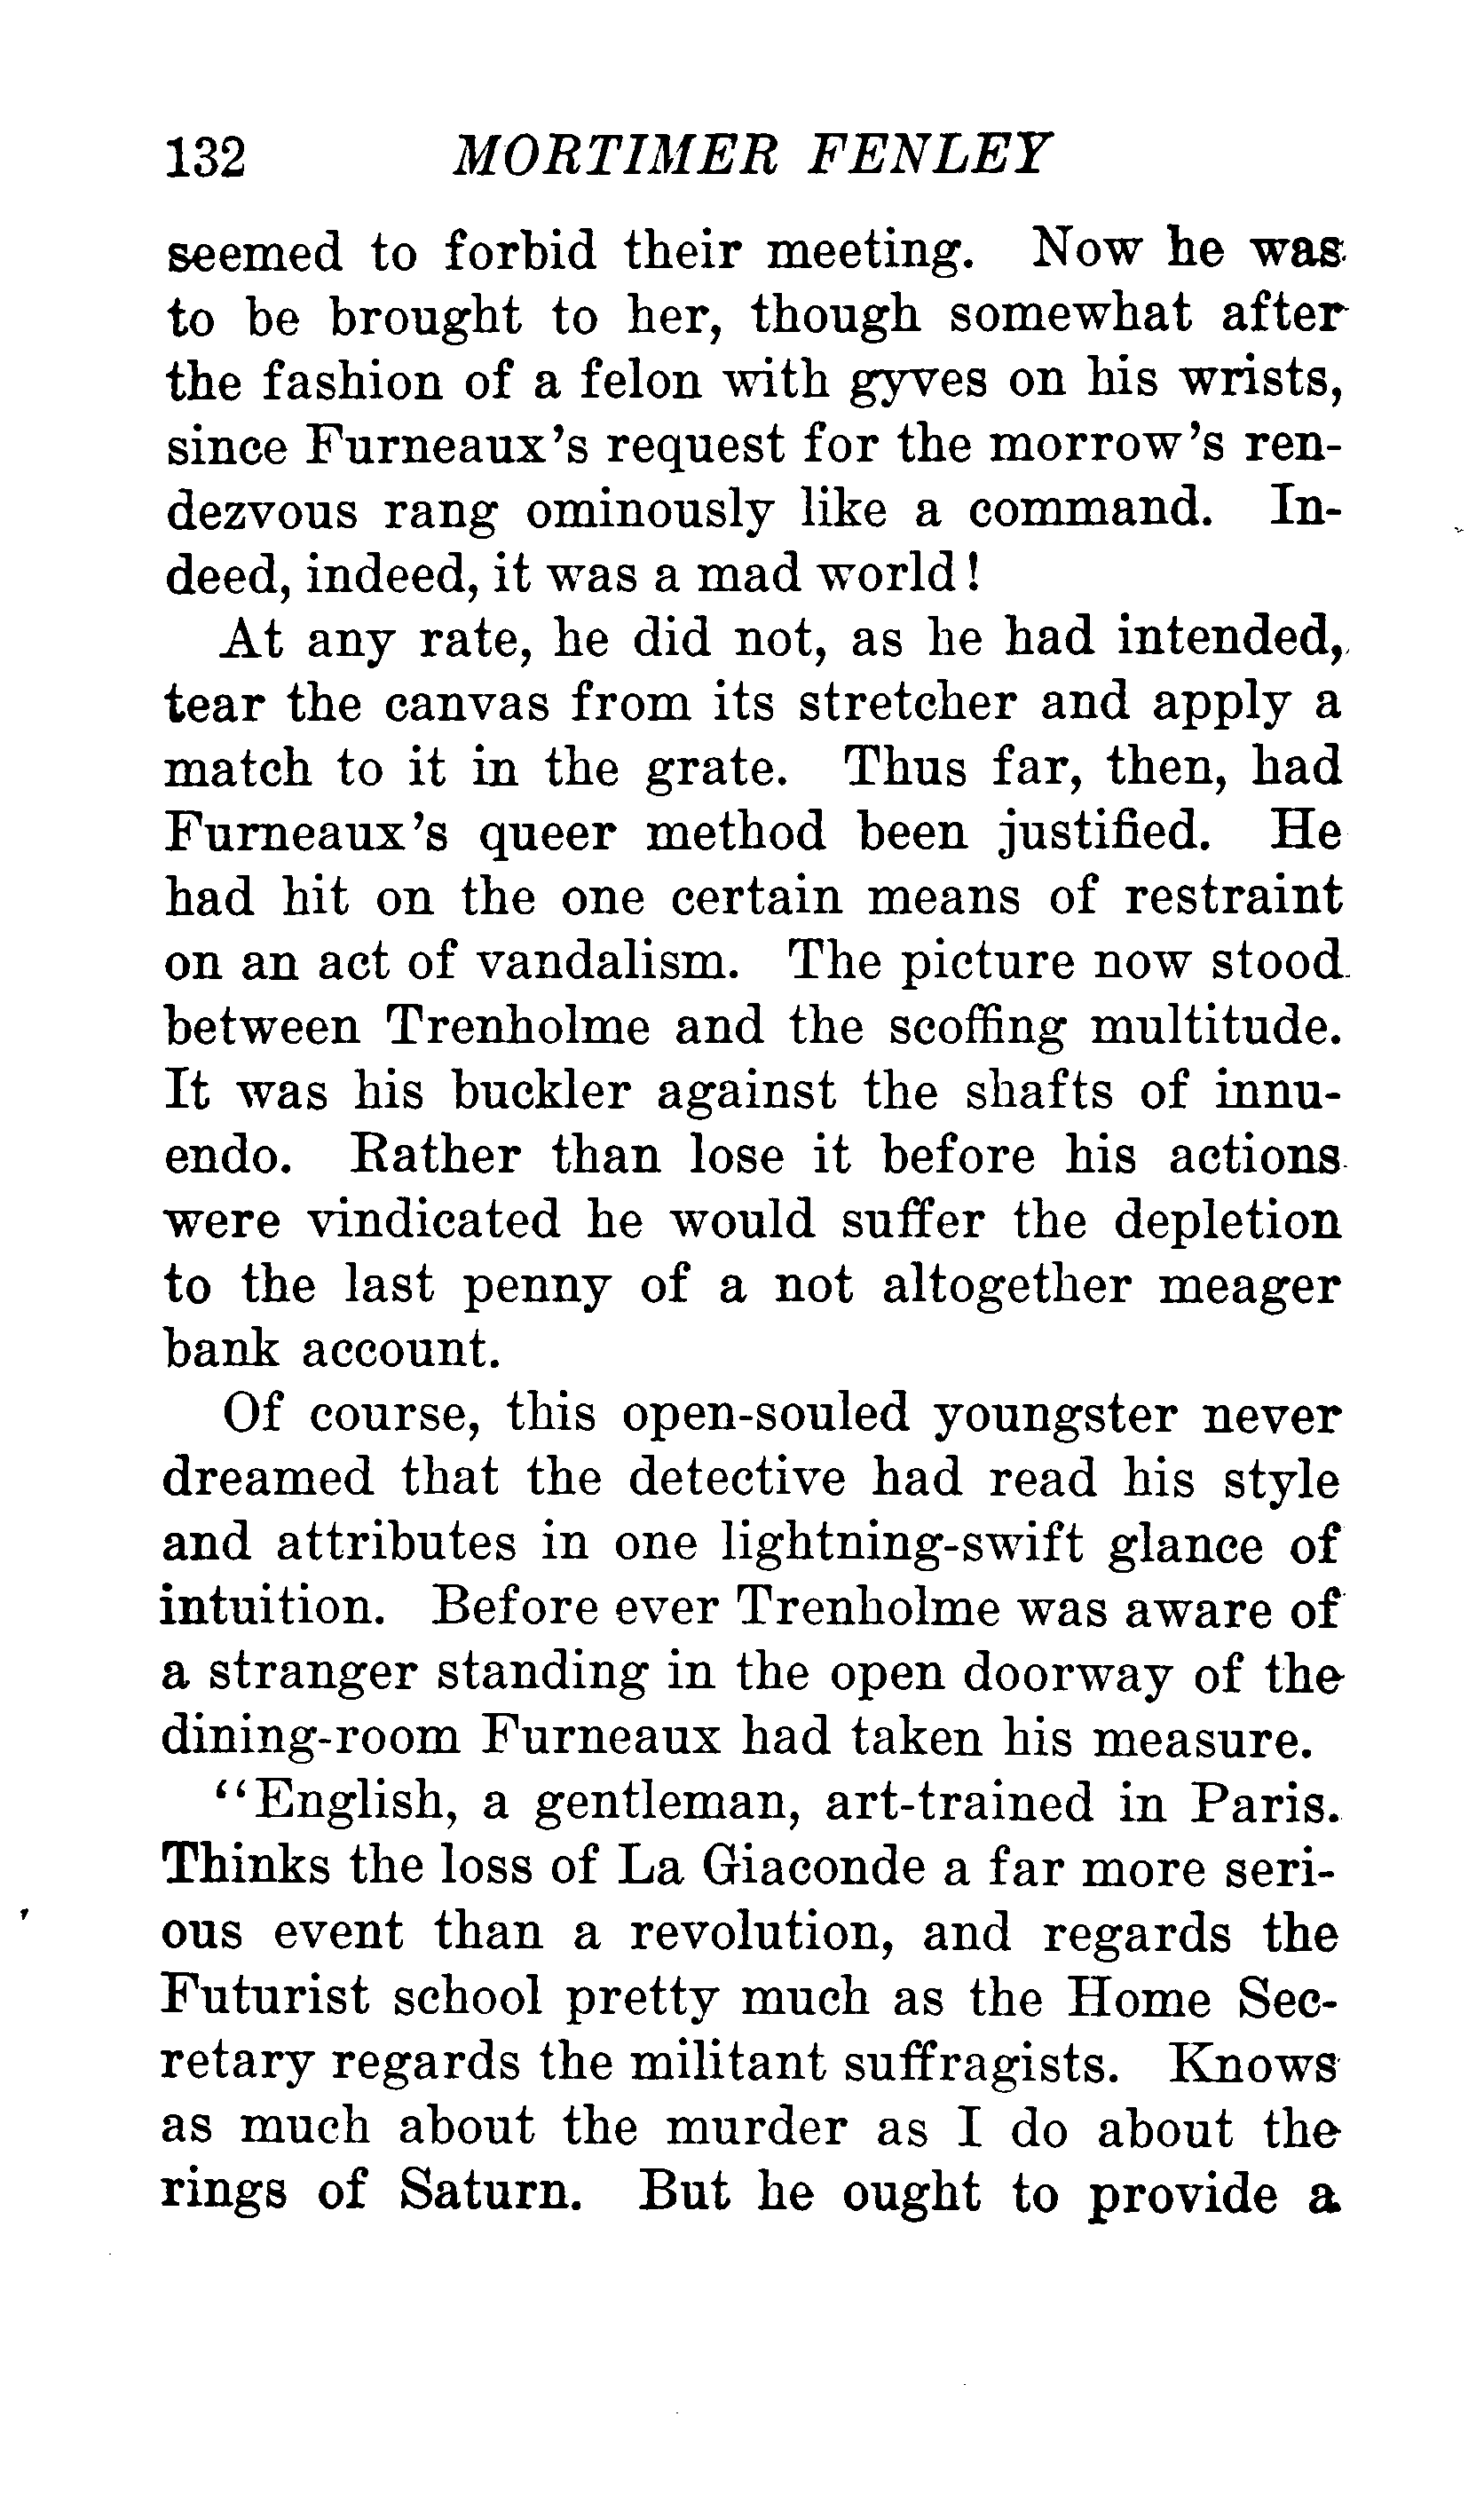 132 MORTIMER FENLEY
seemed to forbid their meeting. Now he was
to be brought to her, though somewhat after
the fashion of a felon with gyves on his wrists,
since Furneaux's request for the morrow's ren-
dezvous rang ominously like a command. In-
deed, indeed, it was a mad world!
At any rate, he did not, as he had intended,
tear the canvas from its stretcher and apply a
match to it in the grate. Thus far, then, had
Furneaux's queer method been justified. He
had hit on the one certain means of restraint
on an act of vandalism. The picture now stood
between Trenholme and the scoffing multitude.
It was his buckler against the shafts of innu-
endo. Rather than lose it before his actions
were vindicated he would suffer the depletion
to the last penny of a not altogether meager
bank account.
Of course, this open-souled youngster never
dreamed that the detective had read his style
and attributes in one lightning-swift glance of
intuition. Before ever Trenholme was aware of
a stranger standing in the open doorway of the
dining-room Furneaux had taken his measure.
"English, a gentleman, art-trained in Paris.
Thinks the loss of La Giaconde a far more seri-
ous event than a revolution, and regards the
Futurist school pretty much as the Home Sec-
retary regards the militant suffragists. Knows
as much about the murder as I do about the
rings of Saturn. But he ought to provide a